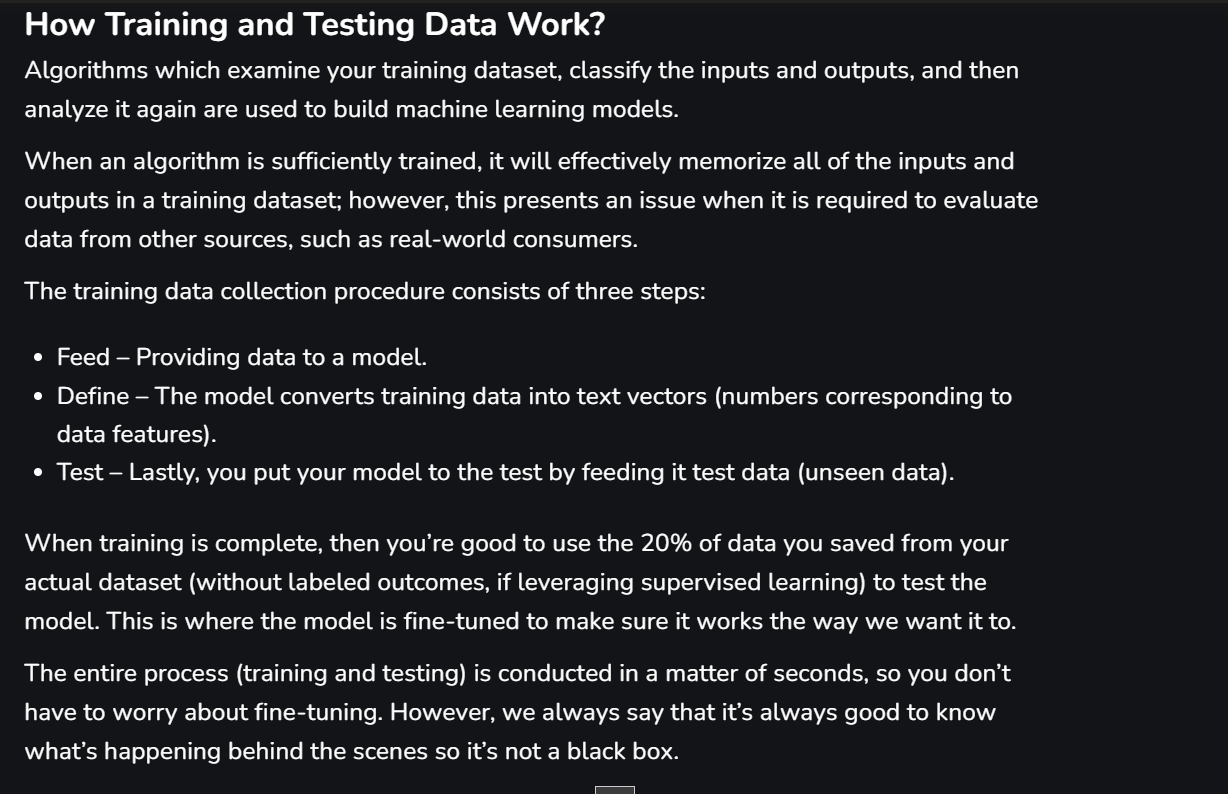 How Training and Testing Data Work?
Algorithms which examine your training dataset, classify the inputs and outputs, and then
analyze it again are used to build machine learning models.
When an algorithm is sufficiently trained, it will effectively memorize all of the inputs and
outputs in a training dataset; however, this presents an issue when it is required to evaluate
data from other sources, such as real-world consumers.
The training data collection procedure consists of three steps:
• Feed – Providing data to a model.
• Define – The model converts training data into text vectors (numbers corresponding to
data features).
• Test – Lastly, you put your model to the test by feeding it test data (unseen data).
When training is complete, then you’re good to use the 20% of data you saved from your
actual dataset (without labeled outcomes, if leveraging supervised learning) to test the
model. This is where the model is fine-tuned to make sure it works the way we want it to.
The entire process (training and testing) is conducted in a matter of seconds, so you don’t
have to worry about fine-tuning. However, we always say that it’s always good to know
what’s happening behind the scenes so it’s not a black box.